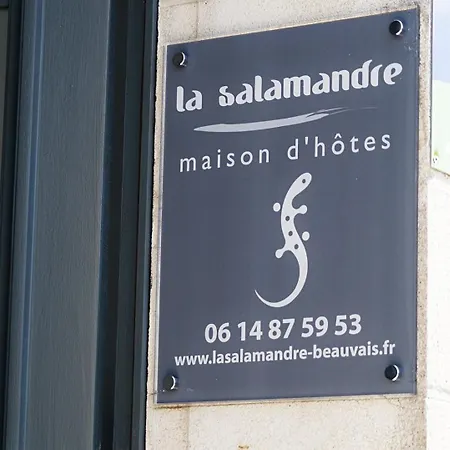 la salamandre
maison d'hôtes
06 14 87 59 53
www.lasalamandre-beauvais.fr